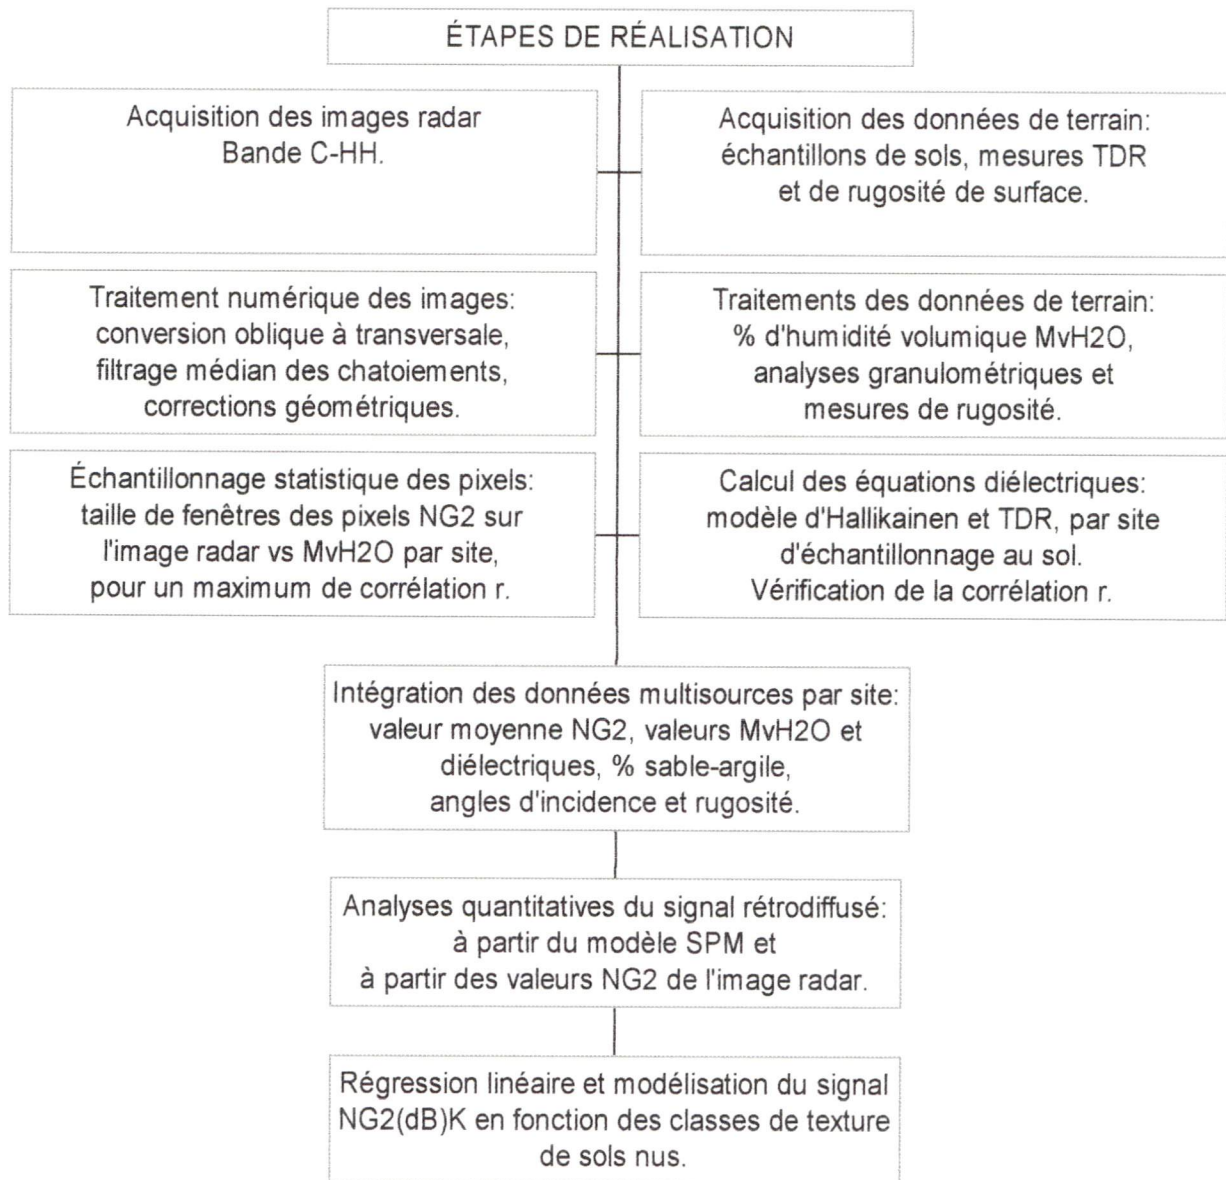 ÉTAPES DE RÉALISATION
Acquisition des images radar
Bande C-HH.
Acquisition des données de terrain:
échantillons de sols, mesures TDR
et de rugosité de surface.
Traitement numérique des images:
conversion oblique à transversale,
filtrage médian des chatoiements,
corrections géométriques.
Traitements des données de terrain:
% d'humidité volumique MvH2O,
analyses granulométriques et
mesures de rugosité.
Échantillonnage statistique des pixels:
taille de fenêtres des pixels NG2 sur
l'image radar vs MvH2O par site,
pour un maximum de corrélation r.
Calcul des équations diélectriques:
modèle d'Hallikainen et TDR, par site
d'échantillonnage au sol.
Vérification de la corrélation r.
Intégration des données multisources par site:
valeur moyenne NG2, valeurs MvH2O et
diélectriques, % sable-argile,
angles d'incidence et rugosité.
Analyses quantitatives du signal rétrodiffusé:
à partir du modèle SPM et
à partir des valeurs NG2 de l'image radar.
Régression linéaire et modélisation du signal
NG2(dB)K en fonction des classes de texture
de sols nus.